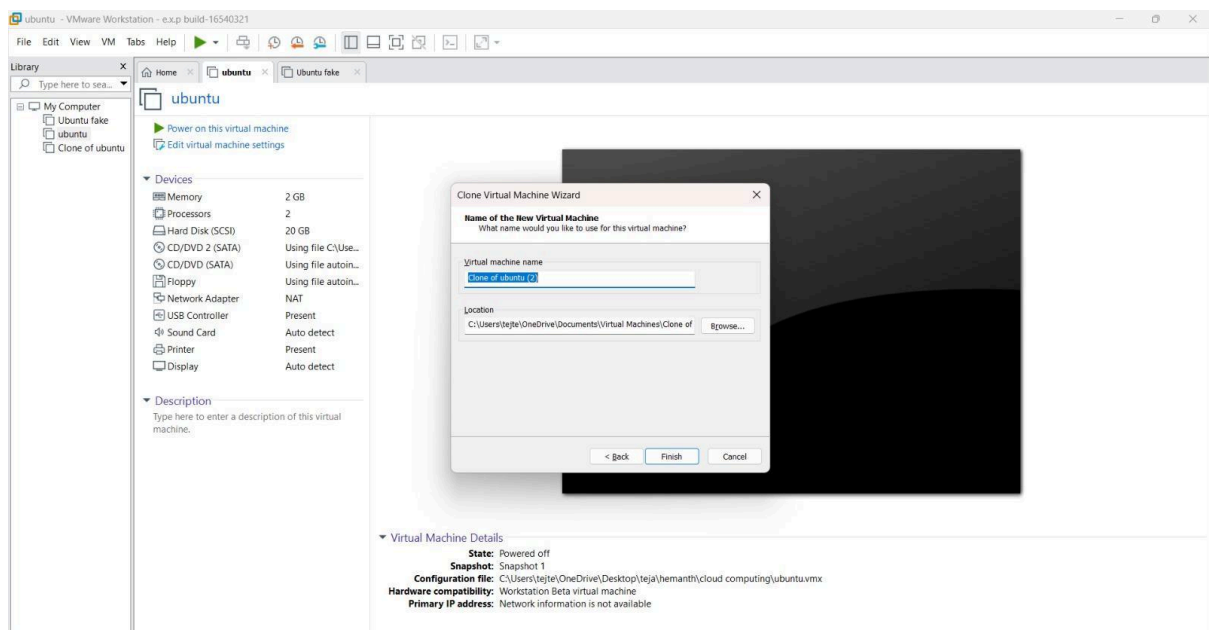 ubuntu - VMware Workstation - e.x.p build-16540321
File Edit View VM Tabs Help
Library X
Type here to sea...
My Computer
Ubuntu fake
ubuntu
Clone of ubuntu
Home
ubuntu
Ubuntu fake
ubuntu
Power on this virtual machine
Edit virtual machine settings
Devices
Memory 2 GB
Processors 2
Hard Disk (SCSI) 20 GB
CD/DVD 2 (SATA) Using file C:\Use...
CD/DVD (SATA) Using file autoin...
Floppy Using file autoin...
Network Adapter NAT
USB Controller Present
Sound Card Auto detect
Printer Present
Display Auto detect
Description
Type here to enter a description of this virtual
machine.
Clone Virtual Machine Wizard
Name of the New Virtual Machine
What name would you like to use for this virtual machine?
Virtual machine name
Clone of ubuntu (2)
Location
C:\Users\tejte\OneDrive\Documents\Virtual Machines\Clone of
Browse...
< Back Finish Cancel
Virtual Machine Details
State: Powered off
Snapshot: Snapshot 1
Configuration file: C:\Users\tejte\OneDrive\Desktop\teja\hemanth\cloud computing\ubuntu.vmx
Hardware compatibility: Workstation Beta virtual machine
Primary IP address: Network information is not available